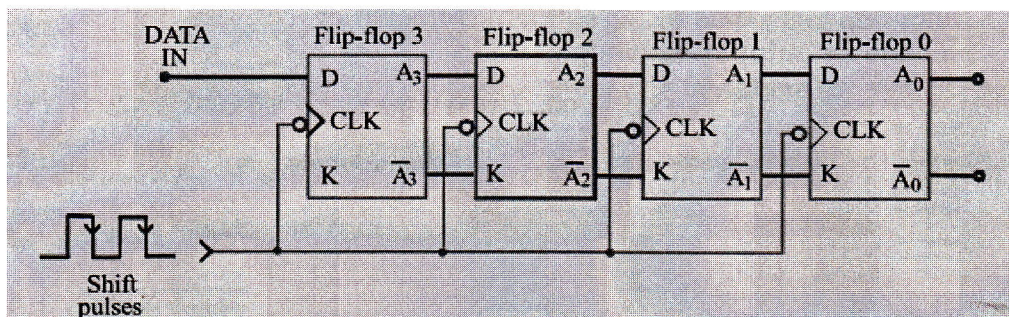 DATA IN
Flip-flop 3
Flip-flop 2
Flip-flop 1
Flip-flop 0
D A₃
D A₂
D A₁
D A₀
CLK
CLK
CLK
CLK
K A̅₃
K A̅₂
K A̅₁
K A̅₀
Shift
pulses